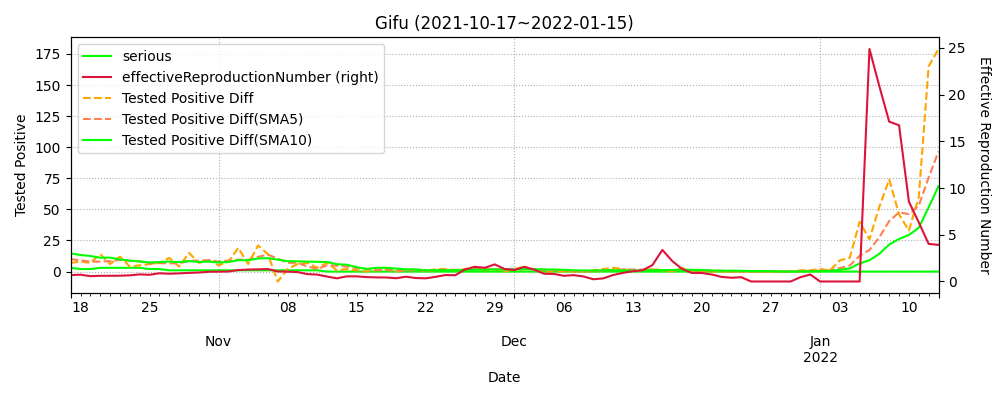 Gifu (2021-10-17~2022-01-15)
serious
effectiveReproductionNumber (right)
Tested Positive Diff
Tested Positive Diff(SMA5)
Tested Positive Diff(SMA10)
Tested Positive
175
150
125
100
75
50
25
0
Effective Reproduction Number
25
20
15
10
5
0
18 25 08 15 22 29 06 13 20 27 03 10
Nov Dec Jan
2022
Date